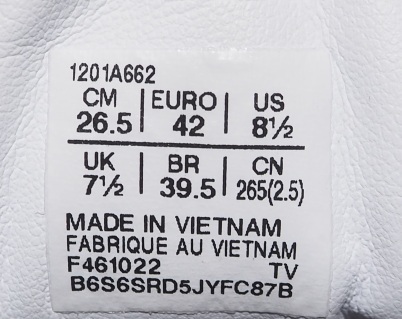 1201A662
CM | EURO | US
26.5 | 42 | 8½
UK | BR | CN
7½ | 39.5 | 265(2.5)
MADE IN VIETNAM
FABRIQUE AU VIETNAM
F461022 TV
B6S6SRD5JYFC87B